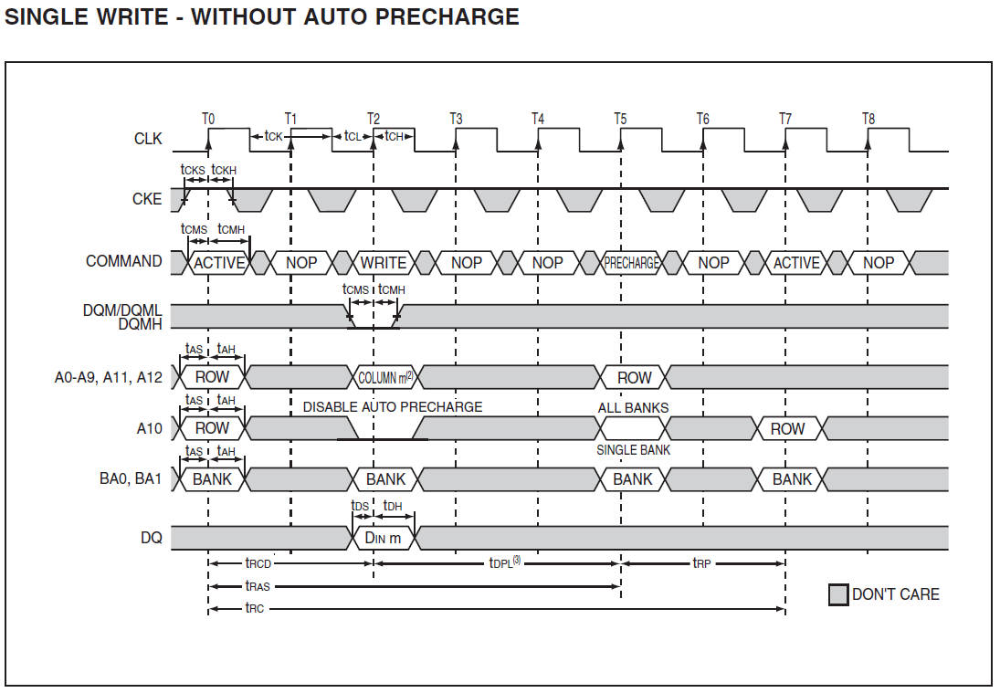 SINGLE WRITE - WITHOUT AUTO PRECHARGE
T0 T1 T2 T3 T4 T5 T6 T7 T8
CLK tCK tCL tCH
tCKS tCKH
CKE
tCMS tCMH
COMMAND ACTIVE NOP WRITE NOP NOP PRECHARGE NOP ACTIVE NOP
tCMS tCMH
DQM/DQML
DQMH
tAS tAH
A0-A9, A11, A12 ROW COLUMN m(2) ROW
tAS tAH DISABLE AUTO PRECHARGE ALL BANKS
A10 ROW ROW
tAS tAH SINGLE BANK
BA0, BA1 BANK BANK BANK BANK
tDS tDH
DQ DIN m
tRCD tDPL(3) tRP
tRAS
tRC
DON'T CARE